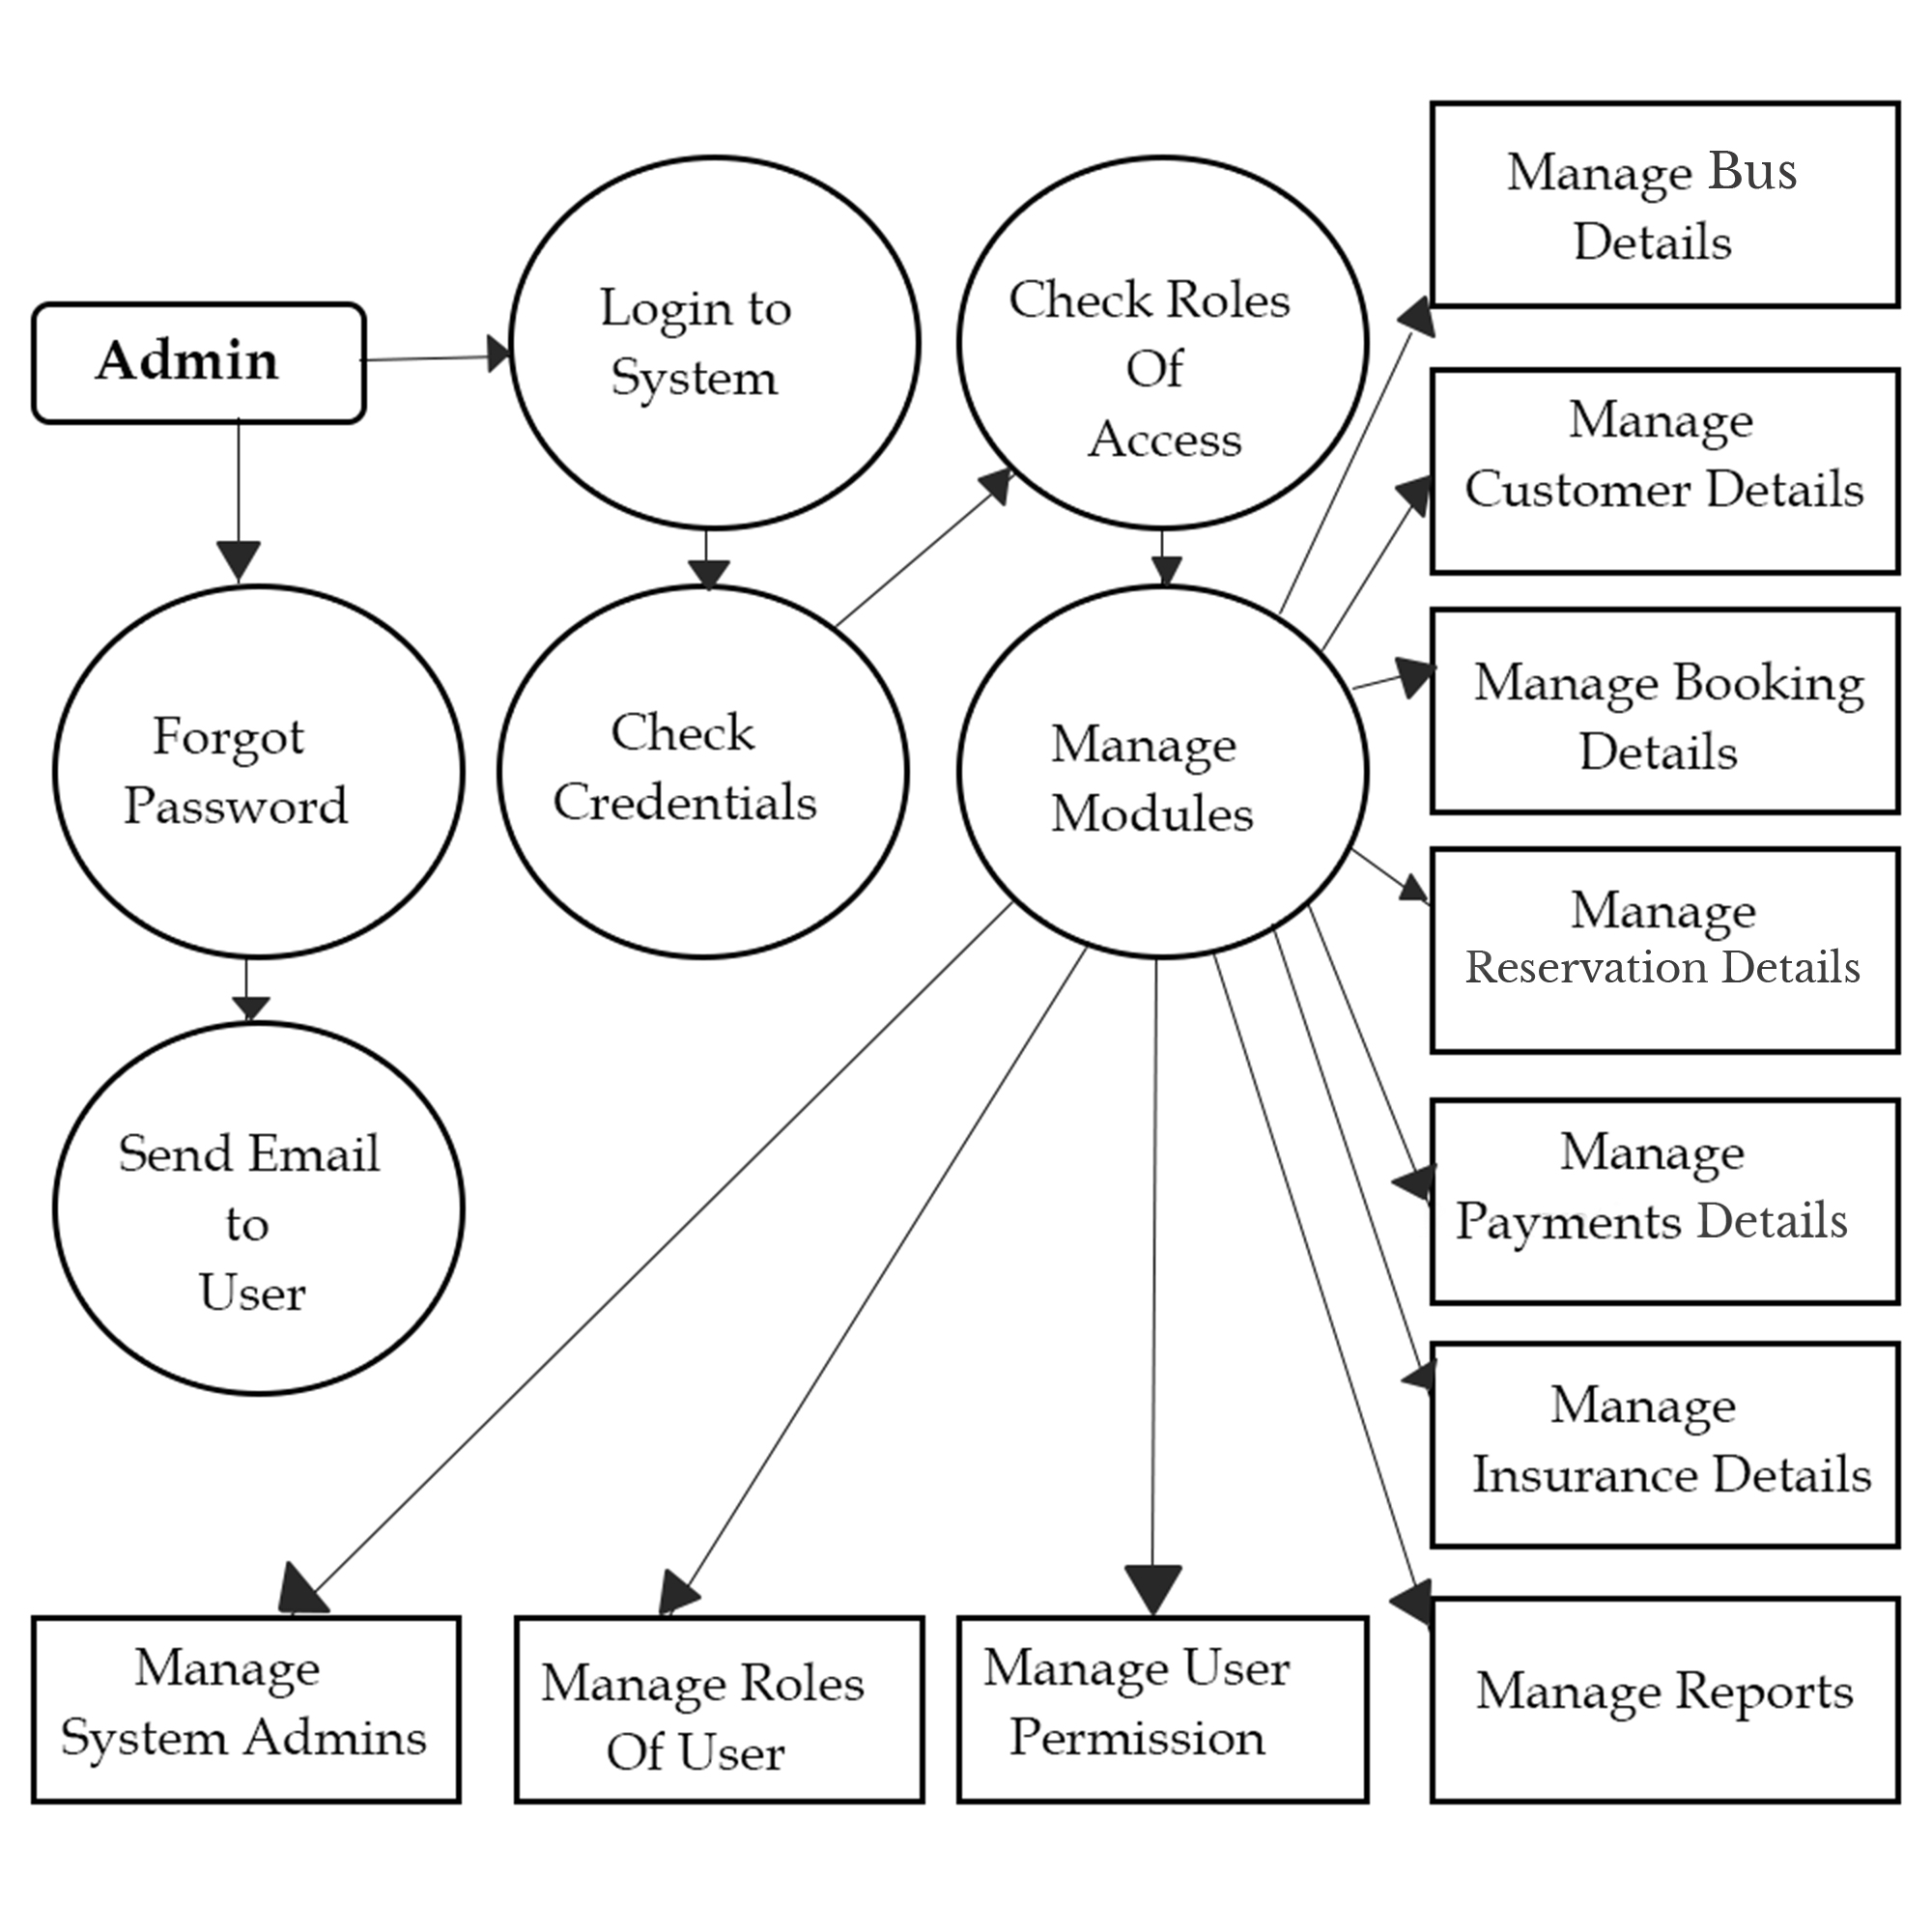 Admin
Login to
System
Check Roles
Of
Access
Manage Bus
Details
Manage
Customer Details
Forgot
Password
Check
Credentials
Manage
Modules
Manage Booking
Details
Manage
Reservation Details
Send Email
to
User
Manage
Payments Details
Manage
Insurance Details
Manage
System Admins
Manage Roles
Of User
Manage User
Permission
Manage Reports